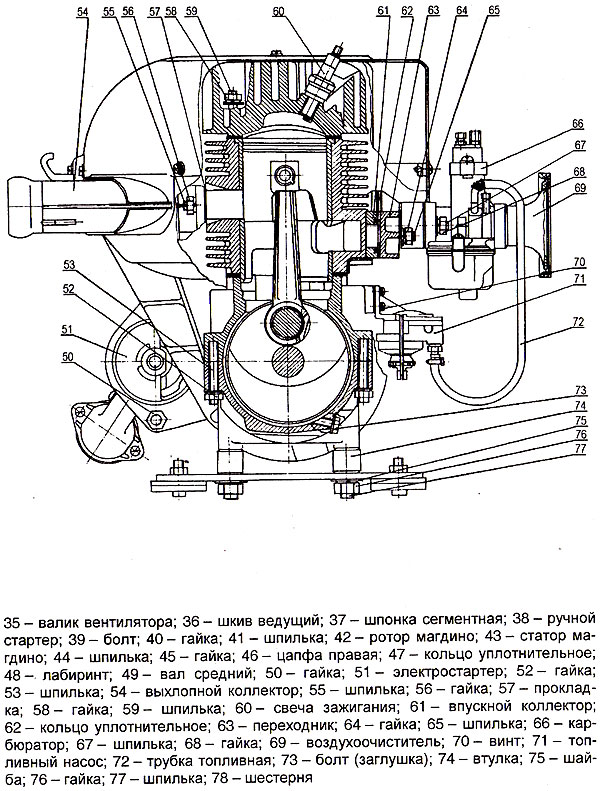 54 55 56 57 58 59 60 61 62 63 64 65
66
67
68
69
70
71
72
53
52
51
50
73
74
75
76
77
35 – валик вентилятора; 36 – шкив ведущий; 37 – шпонка сегментная; 38 – ручной
стартер; 39 – болт; 40 – гайка; 41 – шпилька; 42 – ротор магдино; 43 – статор ма-
гдино; 44 – шпилька; 45 – гайка; 46 – цапфа правая; 47 – кольцо уплотнительное;
48 – лабиринт; 49 – вал средний; 50 – гайка; 51 – электростартер; 52 – гайка;
53 – шпилька; 54 – выхлопной коллектор; 55 – шпилька; 56 – гайка; 57 – проклад-
ка; 58 – гайка; 59 – шпилька; 60 – свеча зажигания; 61 – впускной коллектор;
62 – кольцо уплотнительное; 63 – переходник; 64 – гайка; 65 – шпилька; 66 – кар-
бюратор; 67 – шпилька; 68 – гайка; 69 – воздухоочиститель; 70 – винт; 71 – топ-
ливный насос; 72 – трубка топливная; 73 – болт (заглушка); 74 – втулка; 75 – шай-
ба; 76 – гайка; 77 – шпилька; 78 – шестерня